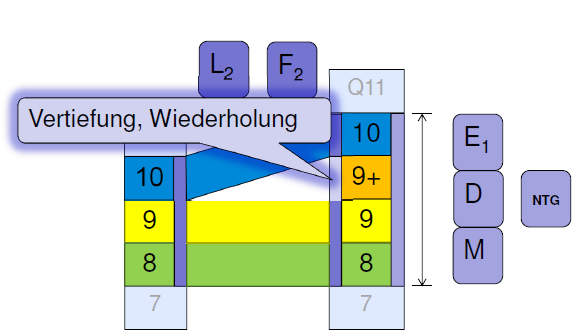 L2
F2
Q11
Vertiefung, Wiederholung
10
E1
10
9+
D
NTG
9
9
M
8
8
7
7